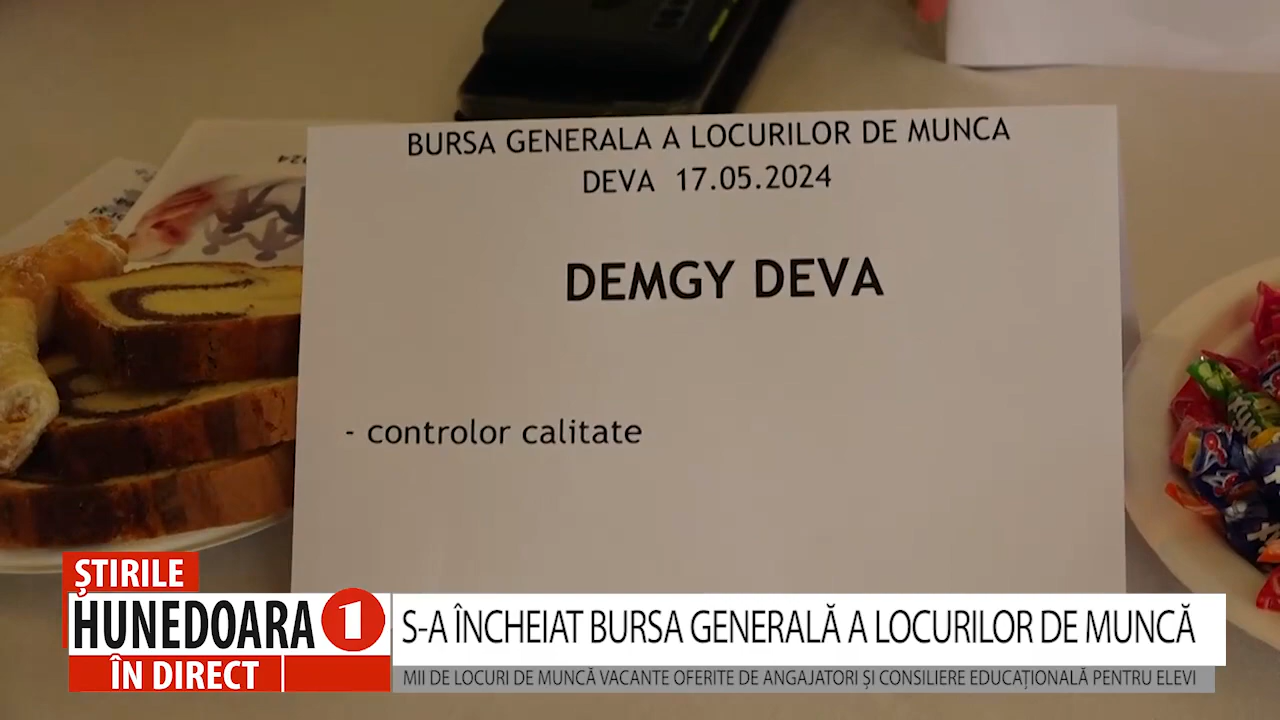 BURSA GENERALA A LOCURILOR DE MUNCA
DEVA 17.05.2024
DEMGY DEVA
- controlor calitate
ȘTIRILE
HUNEDOARA 1
ÎN DIRECT
S-A ÎNCHEIAT BURSA GENERALĂ A LOCURILOR DE MUNCĂ
MII DE LOCURI DE MUNCĂ VACANTE OFERITE DE ANGAJATORI ȘI CONSILIERE EDUCAŢIONALĂ PENTRU ELEVI